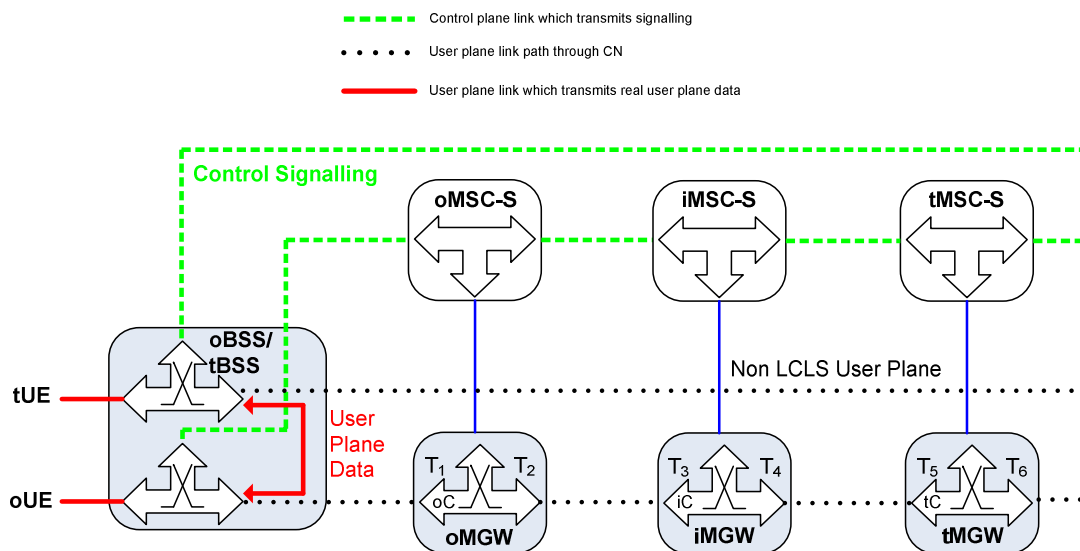 Control plane link which transmits signalling
User plane link path through CN
User plane link which transmits real user plane data
Control Signalling
oMSC-S
iMSC-S
tMSC-S
oBSS/
tBSS
Non LCLS User Plane
tUE
User
Plane
Data
T1 T2
T3 T4
T5 T6
oUE
oC
iC
tC
oMGW
iMGW
tMGW